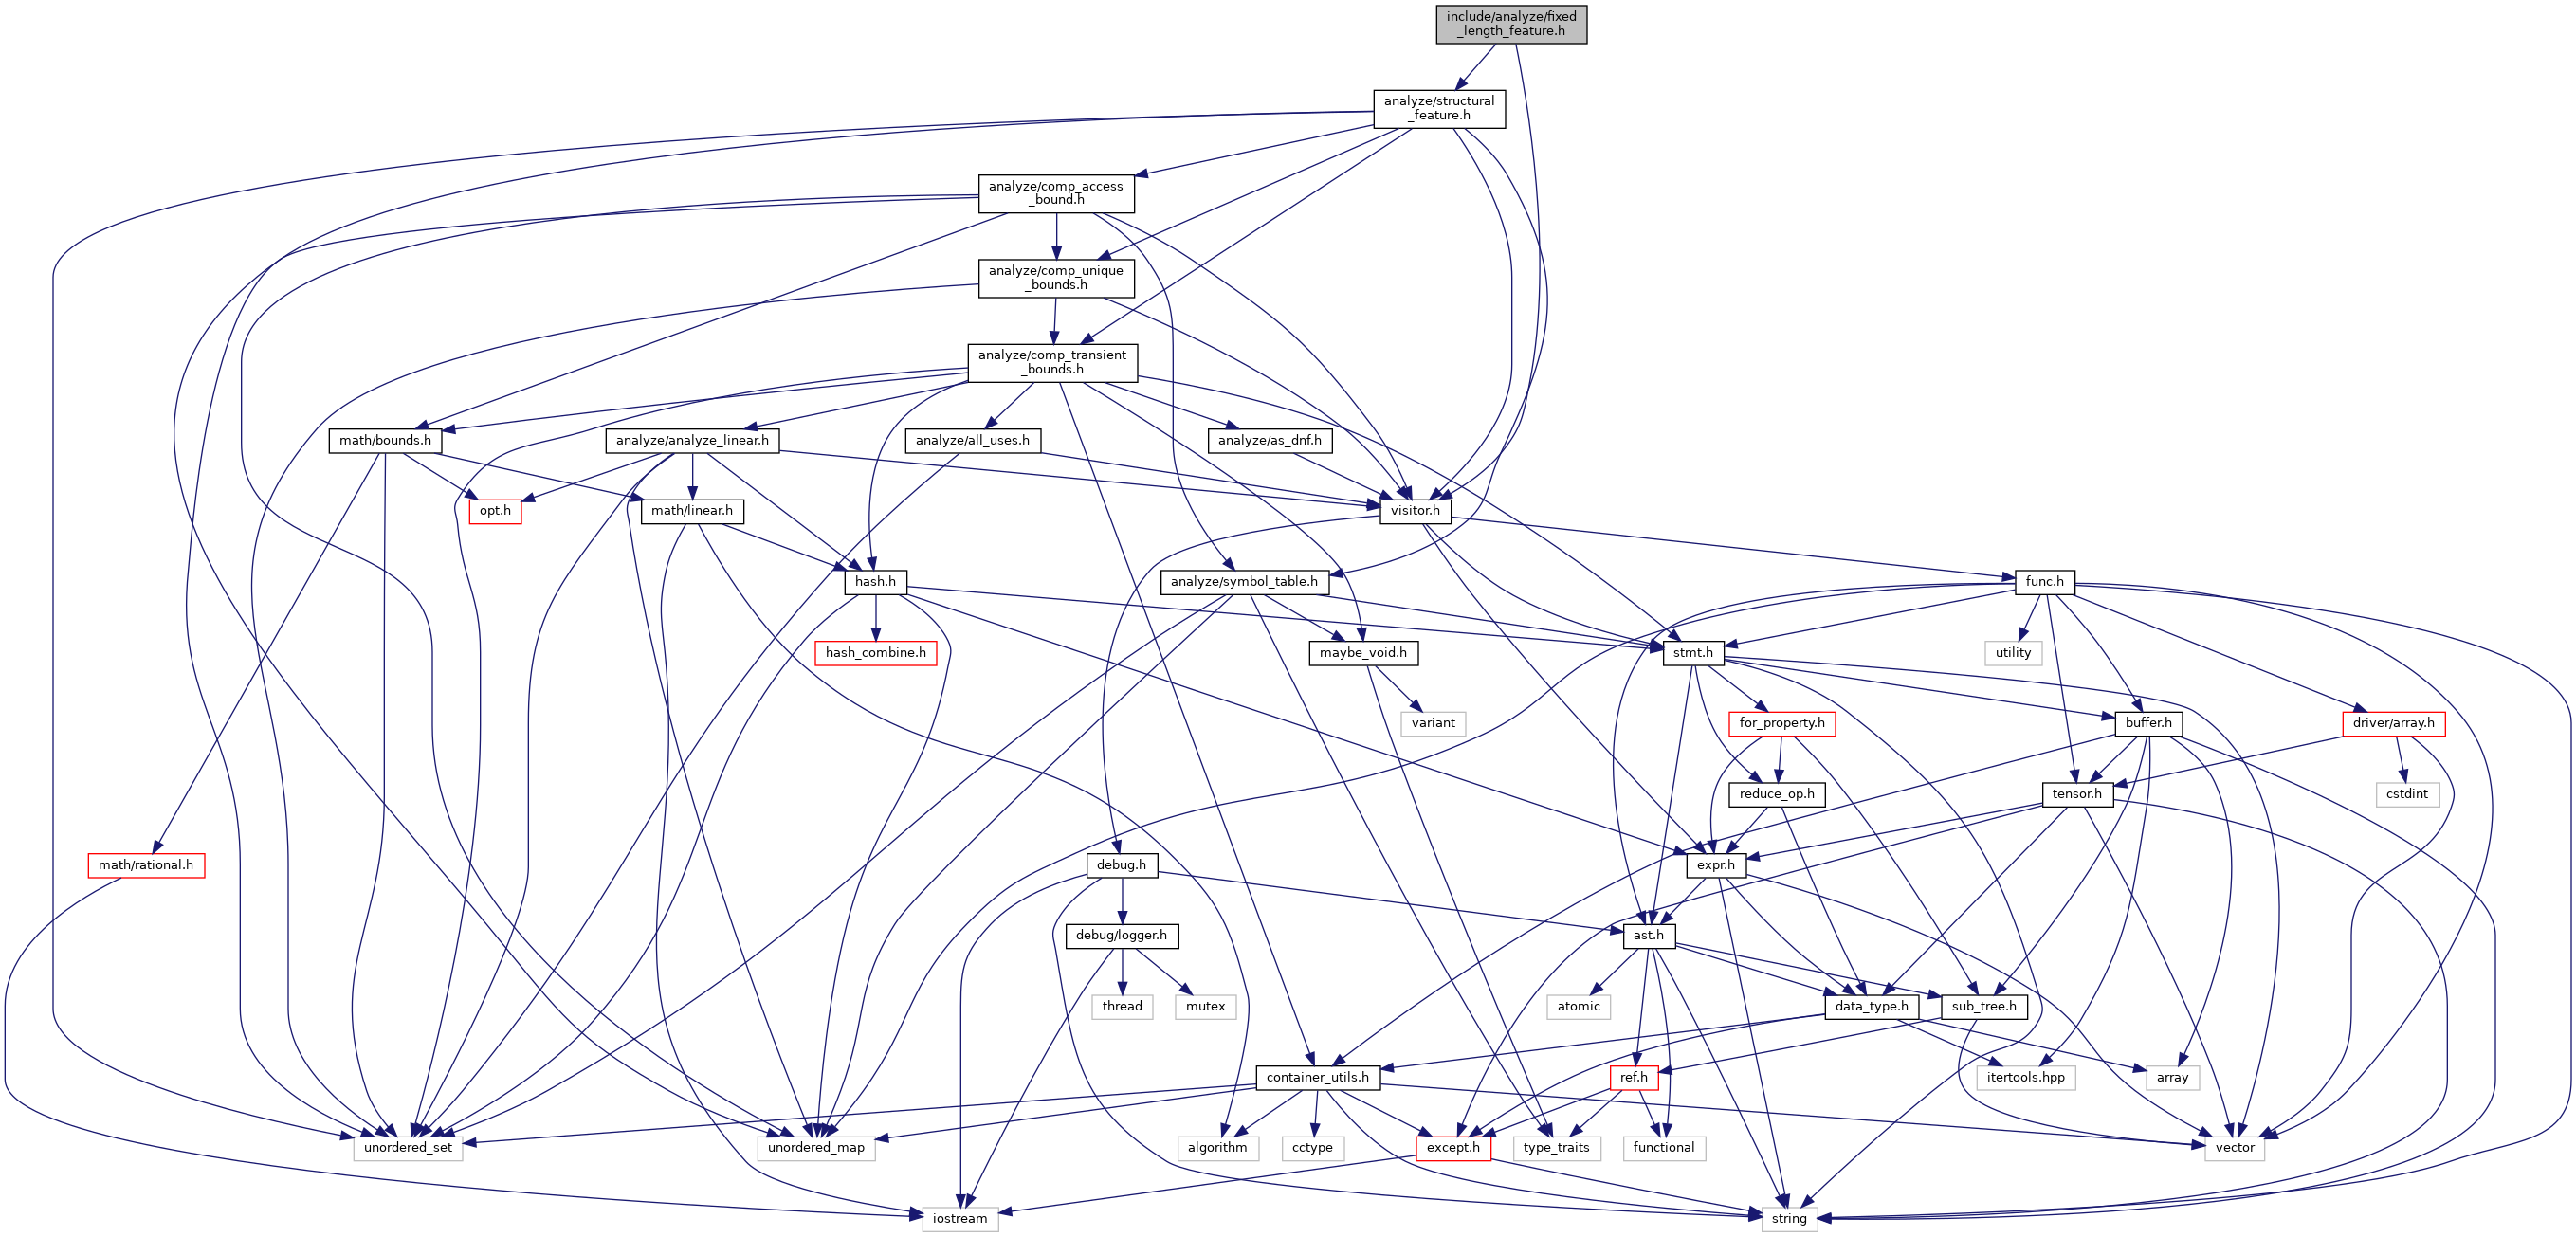 include/analyze/fixed
_length_feature.h
analyze/structural
_feature.h
analyze/comp_access
_bound.h
analyze/comp_unique
_bounds.h
analyze/comp_transient
_bounds.h
math/bounds.h
analyze/analyze_linear.h
analyze/all_uses.h
analyze/as_dnf.h
opt.h
math/linear.h
visitor.h
hash.h
analyze/symbol_table.h
func.h
hash_combine.h
maybe_void.h
stmt.h
utility
variant
for_property.h
buffer.h
driver/array.h
reduce_op.h
tensor.h
cstdint
math/rational.h
debug.h
expr.h
debug/logger.h
ast.h
thread
mutex
atomic
data_type.h
sub_tree.h
container_utils.h
ref.h
itertools.hpp
array
unordered_set
unordered_map
algorithm
cctype
except.h
type_traits
functional
vector
iostream
string